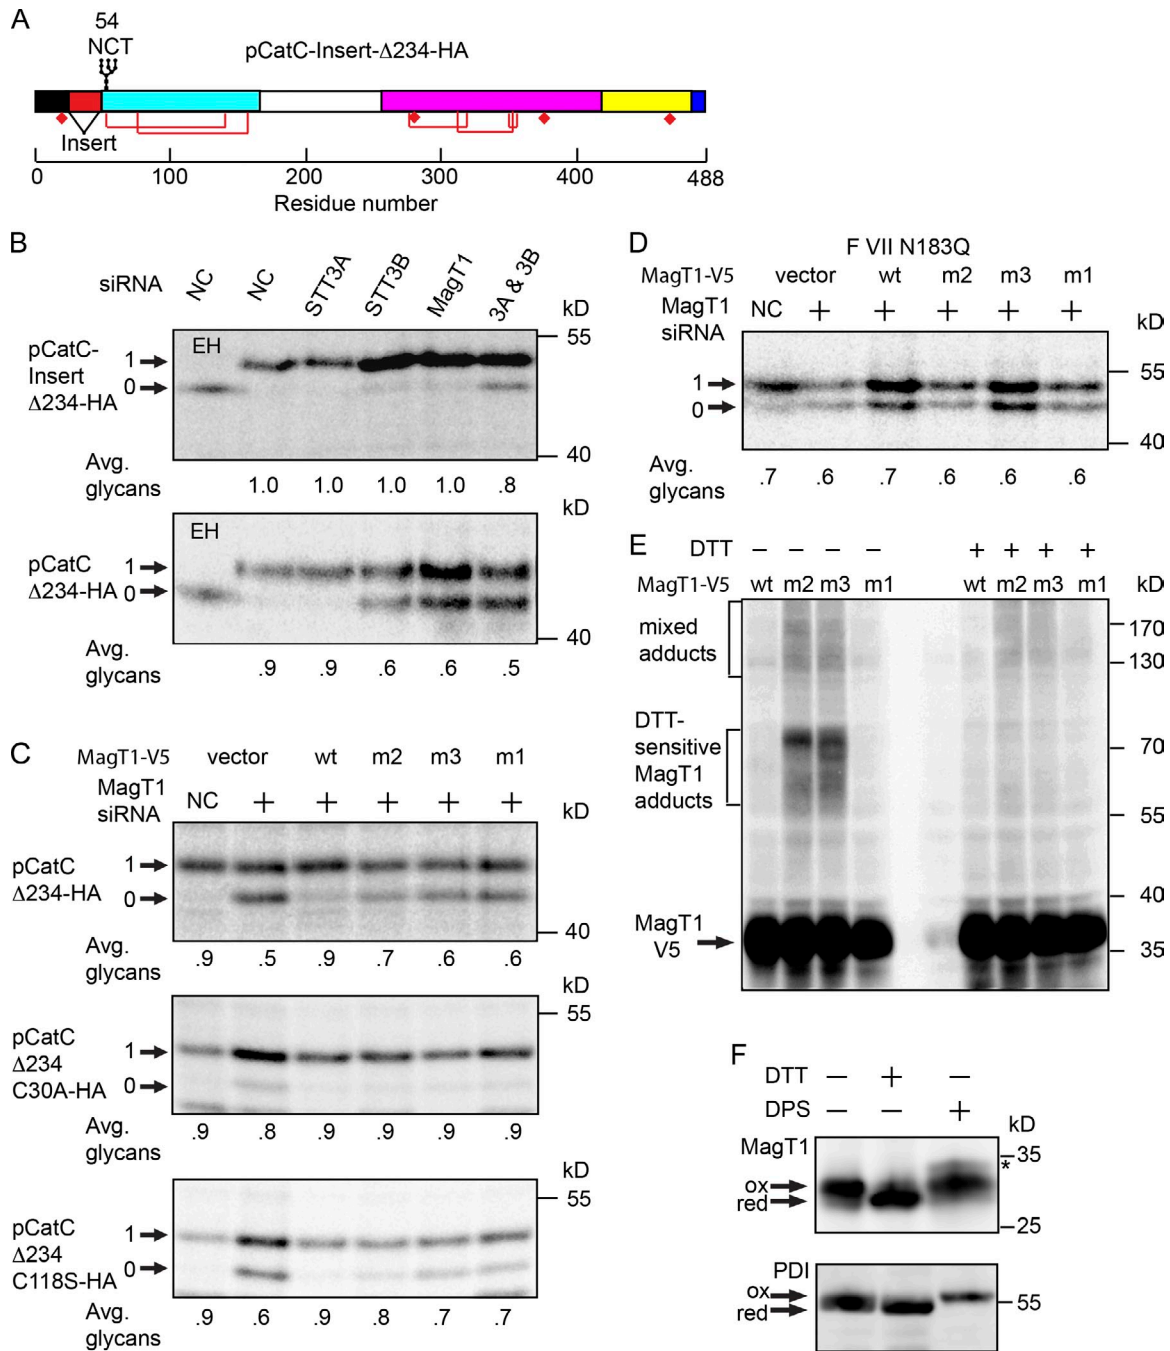 A
54
NCT
pCatC-Insert-Δ234-HA
Insert
0 100 200 300 400 488
Residue number
B
siRNA NC NC STT3A STT3B MagT1 3A & 3B
kD
EH
55
pCatC-
Insert
Δ234-HA
1
0
40
Avg.
glycans
1.0 1.0 1.0 1.0 .8
kD
EH
pCatC
Δ234-HA
1
0
40
Avg.
glycans
.9 .9 .6 .6 .5
C
MagT1-V5 vector wt m2 m3 m1
MagT1
siRNA
NC + + + + +
kD
pCatC
Δ234-HA
1
0
40
Avg.
glycans
.9 .5 .9 .7 .6 .6
kD
55
pCatC
Δ234
C30A-HA
1
0
Avg.
glycans
.9 .8 .9 .9 .9 .9
kD
55
pCatC
Δ234
C118S-HA
1
0
Avg.
glycans
.9 .6 .9 .8 .7 .7
D
F VII N183Q
MagT1-V5 vector wt m2 m3 m1
MagT1
siRNA
NC + + + + +
kD
55
1
0
40
Avg.
glycans
.7 .6 .7 .6 .6 .6
E
DTT – – – – + + + +
MagT1-V5 wt m2 m3 m1 wt m2 m3 m1 kD
mixed
adducts
170
130
DTT-
sensitive
MagT1
adducts
70
55
40
MagT1
V5
35
F
DTT – + –
DPS – – +
kD
MagT1
35
*
ox
red
25
PDI
ox
red
55